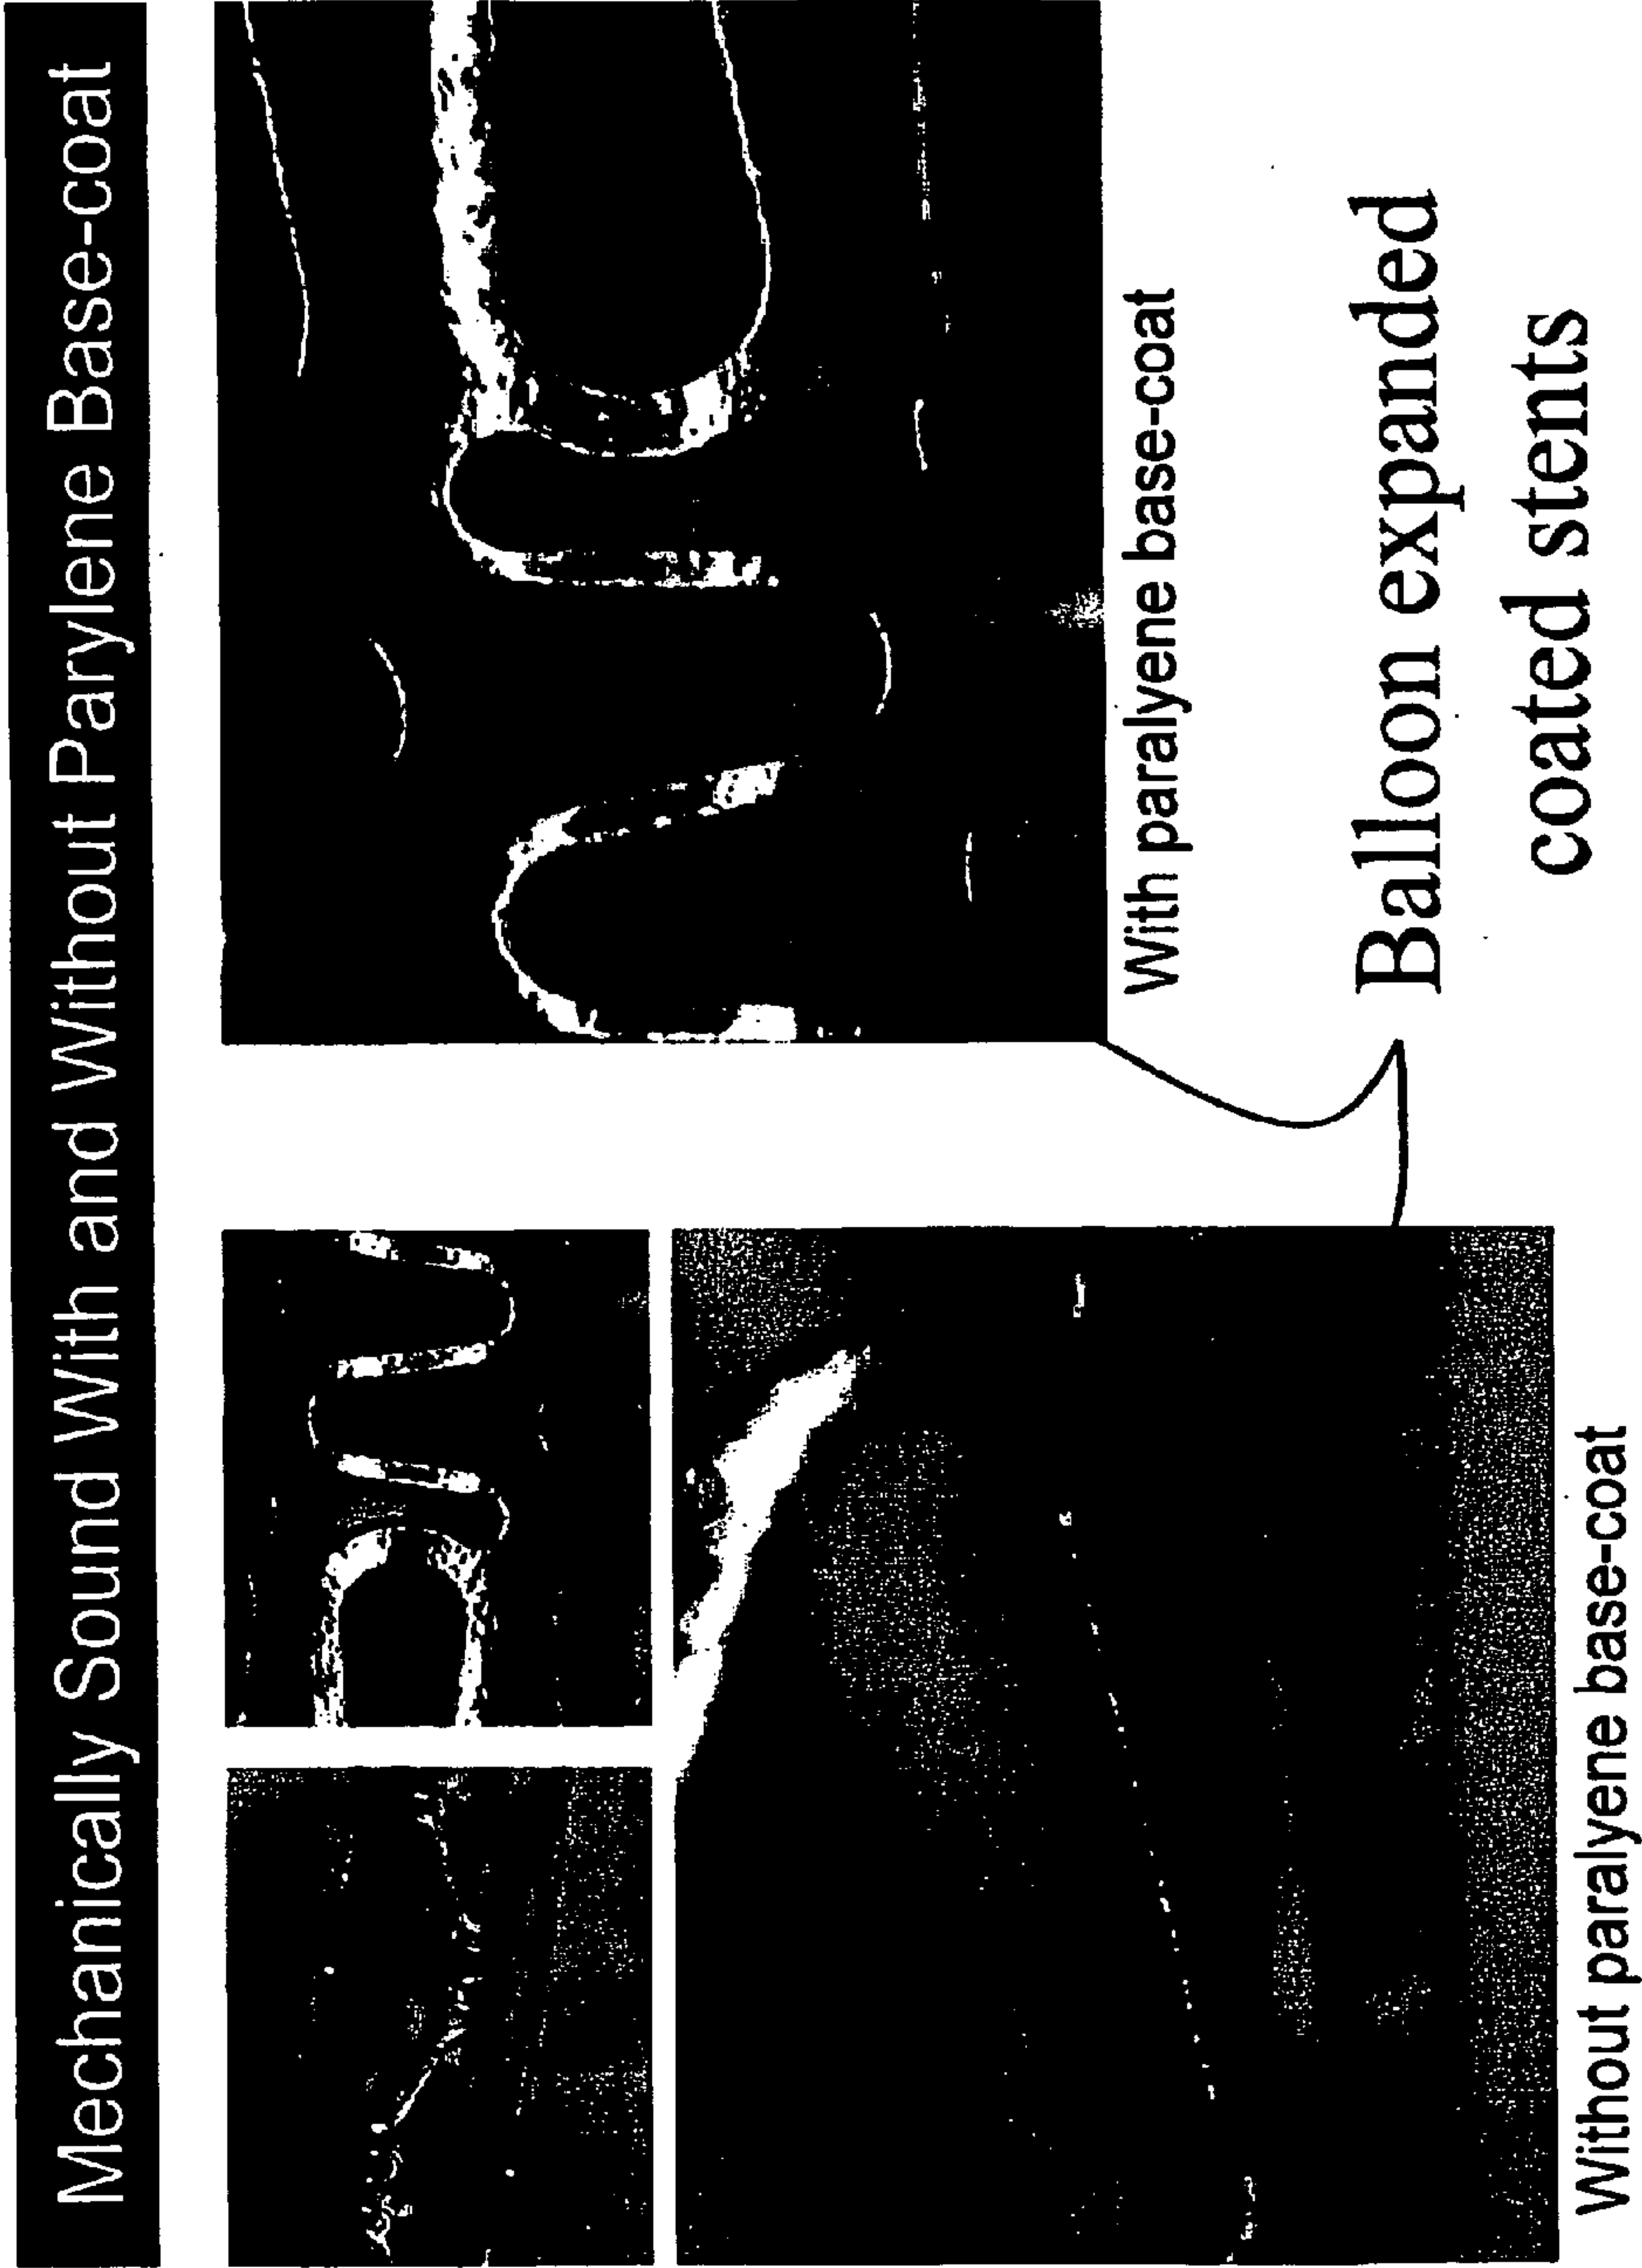 Mechanically Sound With and Without Parylene Base-coat
With paralyene base-coat
Balloon expanded
coated stents
Without paralyene base-coat